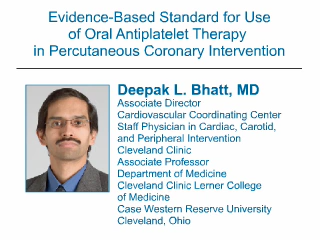 Evidence-Based Standard for Use
of Oral Antiplatelet Therapy
in Percutaneous Coronary Intervention
Deepak L. Bhatt, MD
Associate Director
Cardiovascular Coordinating Center
Staff Physician in Cardiac, Carotid,
and Peripheral Intervention
Cleveland Clinic
Associate Professor
Department of Medicine
Cleveland Clinic Lerner College
of Medicine
Case Western Reserve University
Cleveland, Ohio